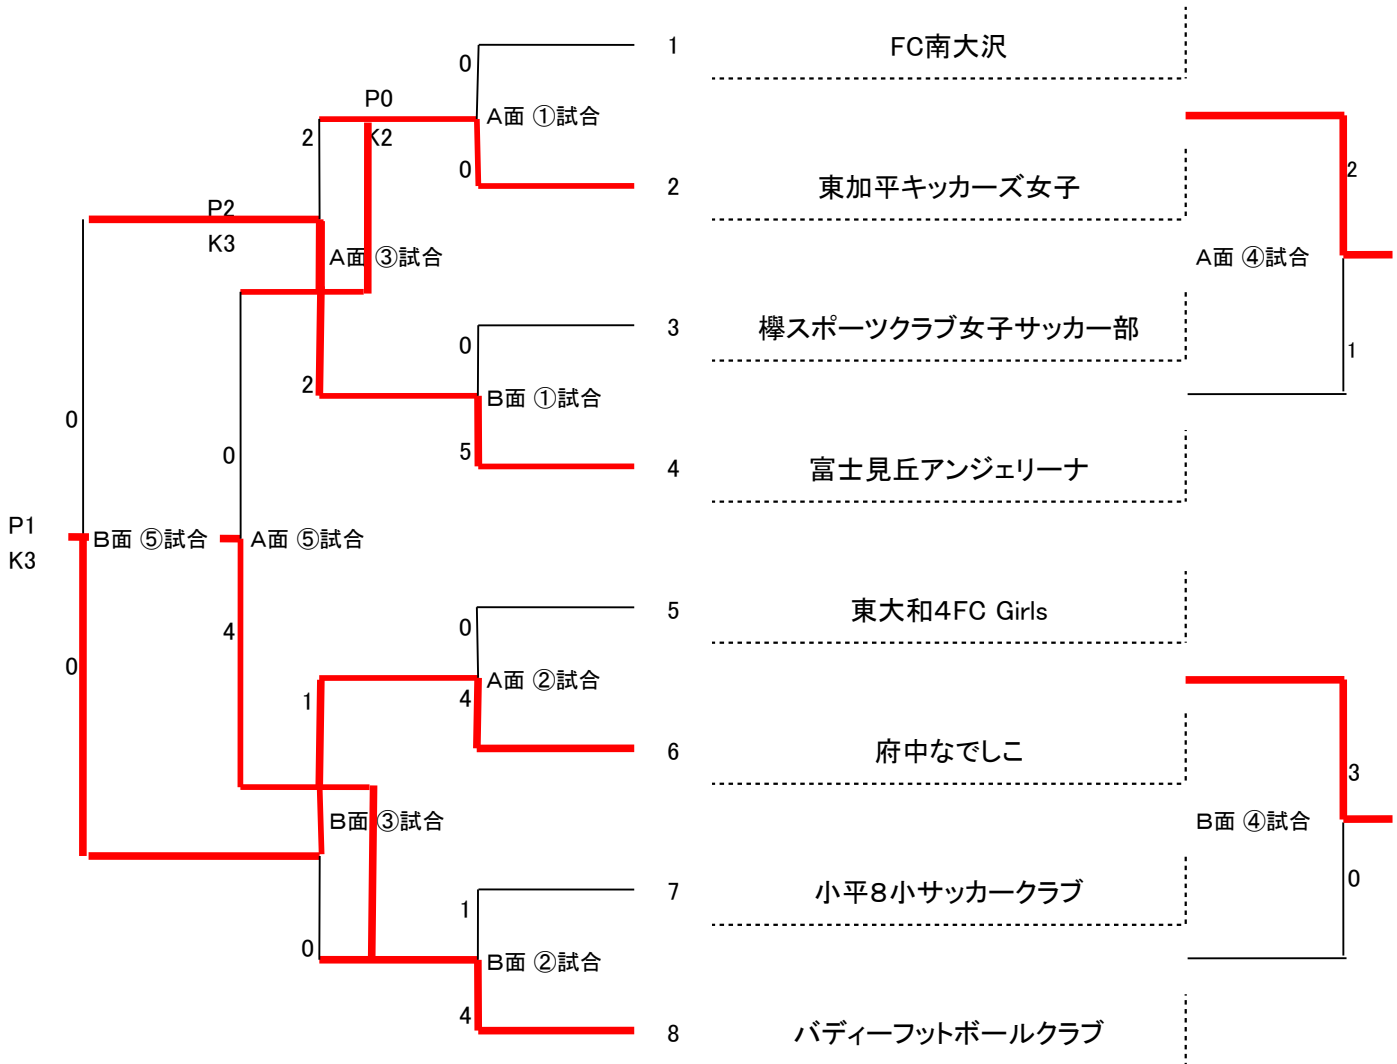 1 FC南大沢
0
P0
A面 ①試合
2
K2
2
0
2 東加平キッカーズ女子
P2
K3
A面 ③試合
A面 ④試合
3 欅スポーツクラブ女子サッカー部
0
1
2
B面 ①試合
0
5
0
4 富士見丘アンジェリーナ
P1
K3
B面 ⑤試合
A面 ⑤試合
5 東大和4FC Girls
0
4
0
A面 ②試合
1
4
6 府中なでしこ
3
B面 ③試合
B面 ④試合
7 小平8小サッカークラブ
0
1
0
B面 ②試合
4
8 バディーフットボールクラブ